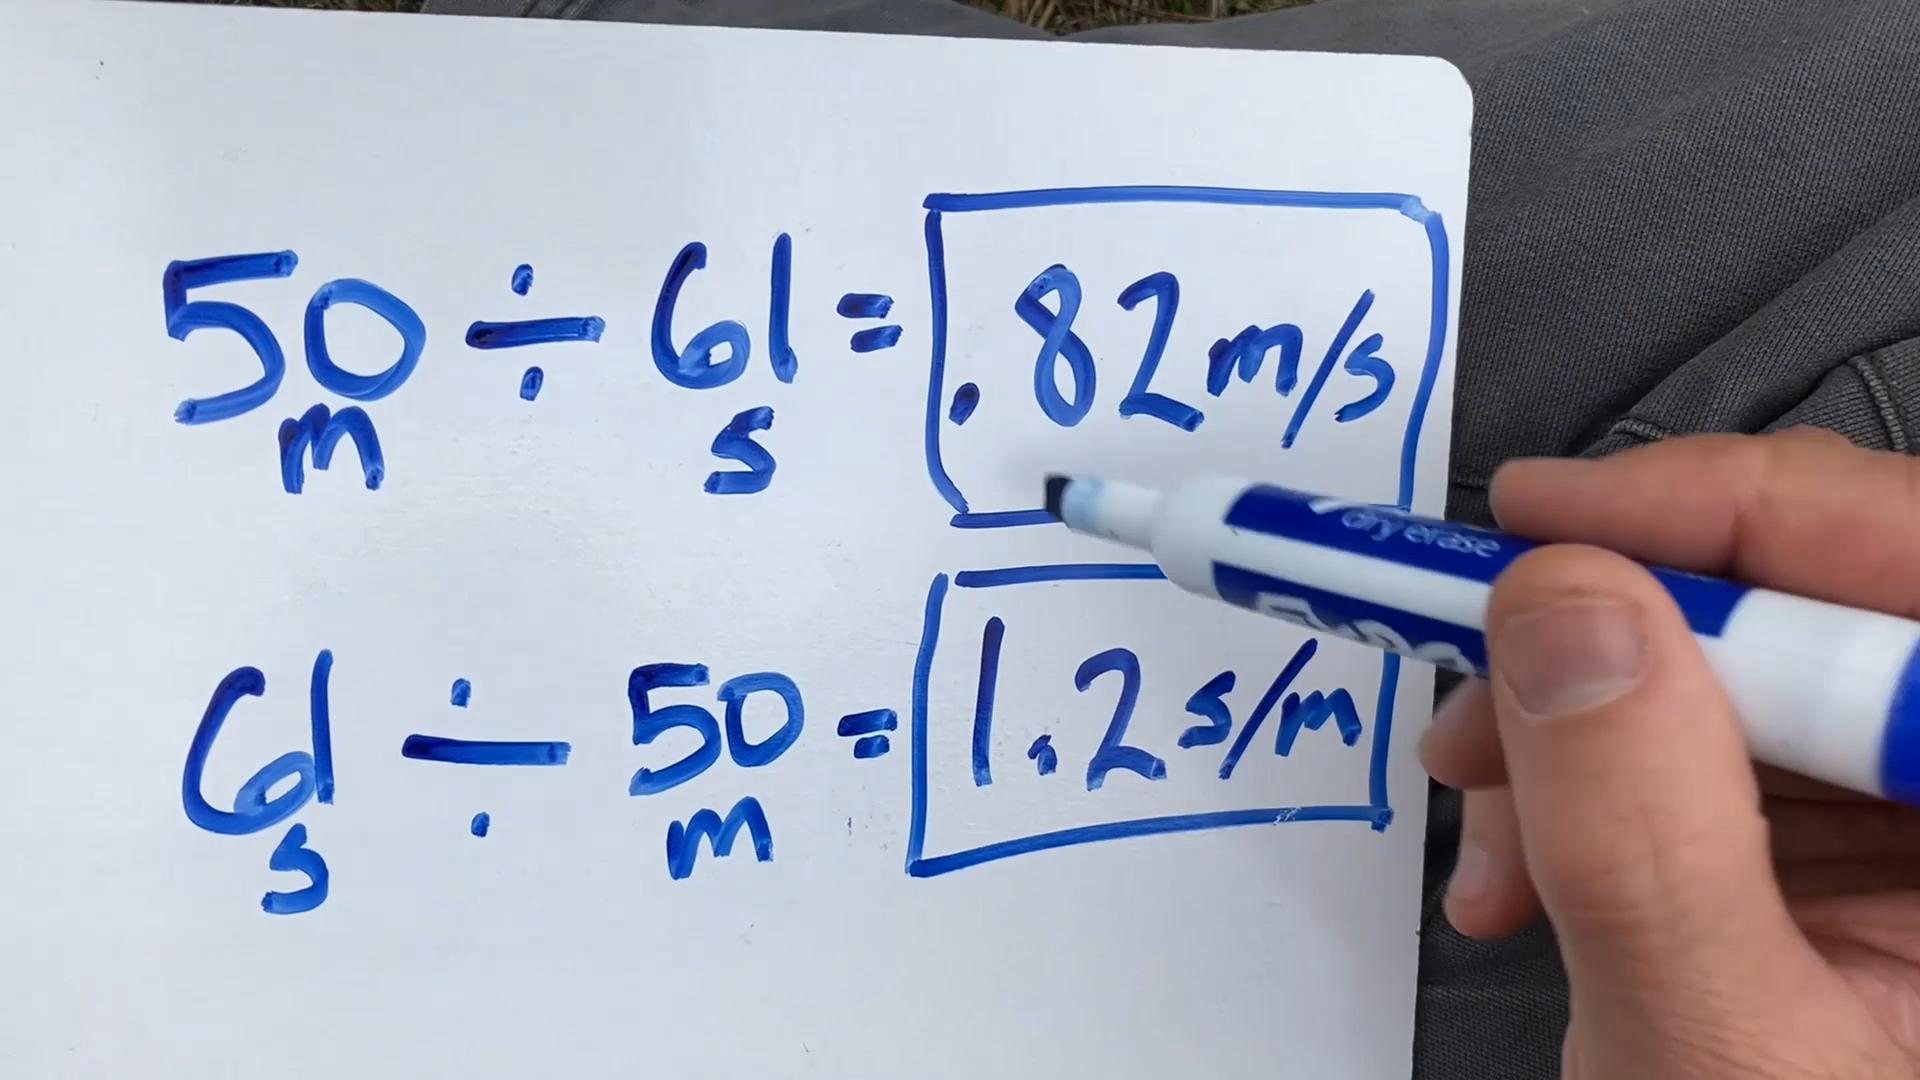 50 ÷ 61 = .82 m/s
m s
61 ÷ 50 = 1.2 s/m
s m
dry erase